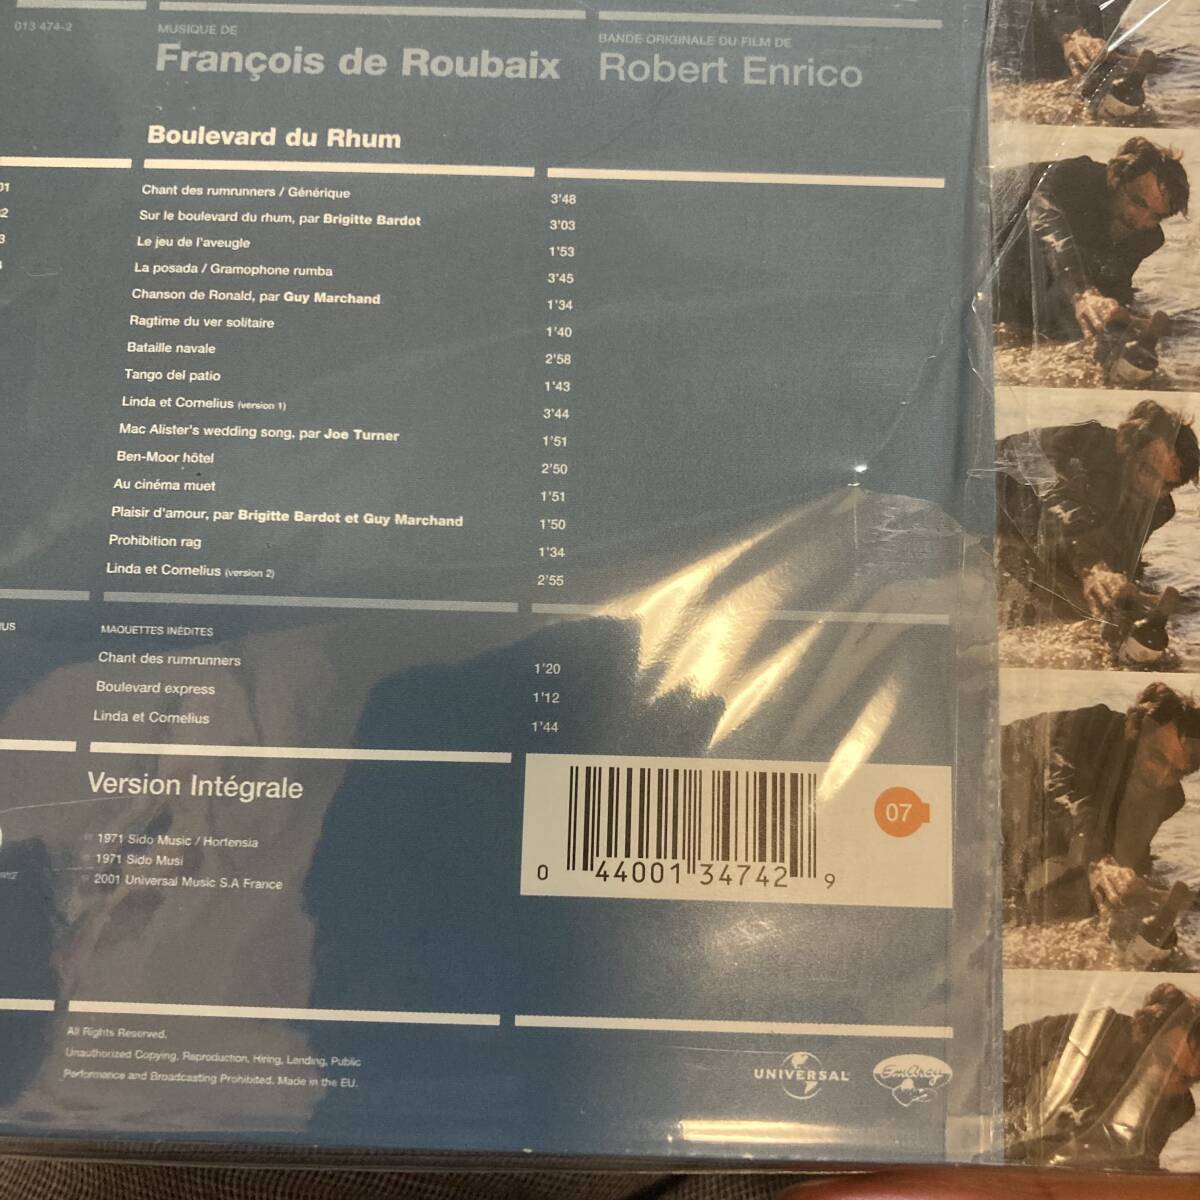 013 474-2
MUSIQUE DE
François de Roubaix
BANDE ORIGINALE DU FILM DE
Robert Enrico
Boulevard du Rhum
01
Chant des rumrunners / Générique 3'48
Sur le boulevard du rhum, par Brigitte Bardot 3'03
Le jeu de l'aveugle 1'53
La posada / Gramophone rumba 3'45
Chanson de Ronald, par Guy Marchand 1'34
Ragtime du ver solitaire 1'40
Bataille navale 2'58
Tango del patio 1'43
Linda et Cornelius (version 1) 3'44
Mac Alister's wedding song, par Joe Turner 1'51
Ben-Moor hôtel 2'50
Au cinéma muet 1'51
Plaisir d'amour, par Brigitte Bardot et Guy Marchand 1'50
Prohibition rag 1'34
Linda et Cornelius (version 2) 2'55
MAQUETTES INÉDITES
Chant des rumrunners 1'20
Boulevard express 1'12
Linda et Cornelius 1'44
Version Intégrale
1971 Sido Music / Hortensia
1971 Sido Musi
2001 Universal Music S.A France
0 44001 34742 9
07
All Rights Reserved.
Unauthorized Copying, Reproduction, Hiring, Lending, Public
Performance and Broadcasting Prohibited. Made in the EU.
UNIVERSAL
EmArcy